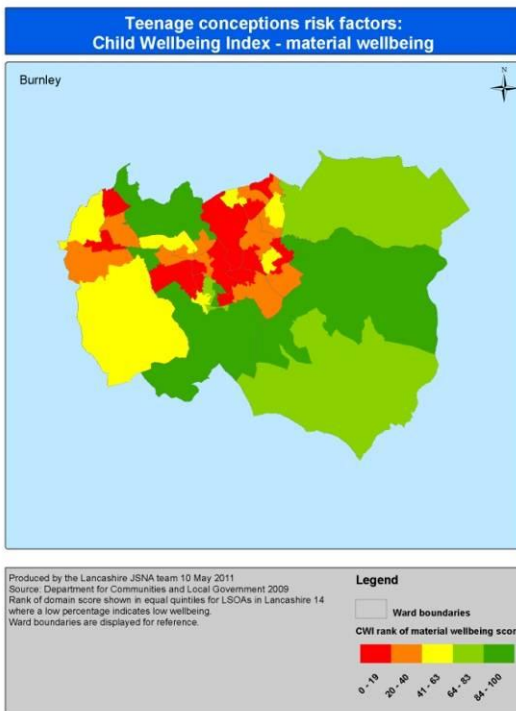 Teenage conceptions risk factors:
Child Wellbeing Index - material wellbeing
Burnley
N
Produced by the Lancashire JSNA team 10 May 2011
Source: Department for Communities and Local Government 2009
Rank of domain score shown in equal quintiles for LSOAs in Lancashire 14
where a low percentage indicates low wellbeing.
Ward boundaries are displayed for reference.
Legend
Ward boundaries
CWI rank of material wellbeing score
0 - 19
20 - 40
41 - 63
64 - 83
84 - 100